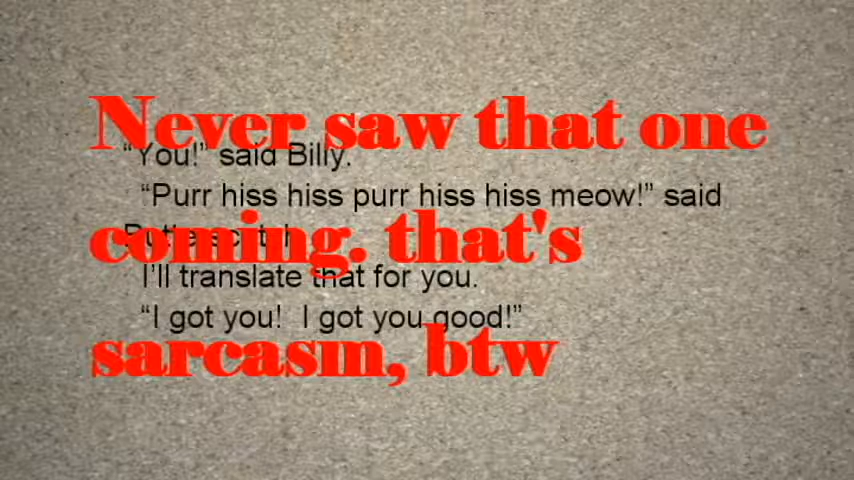 Never saw that one
"You!" said Billy.
"Purr hiss hiss purr hiss hiss meow!" said
coming. that's
I'll translate that for you.
"I got you!  I got you good!"
sarcasm, btw